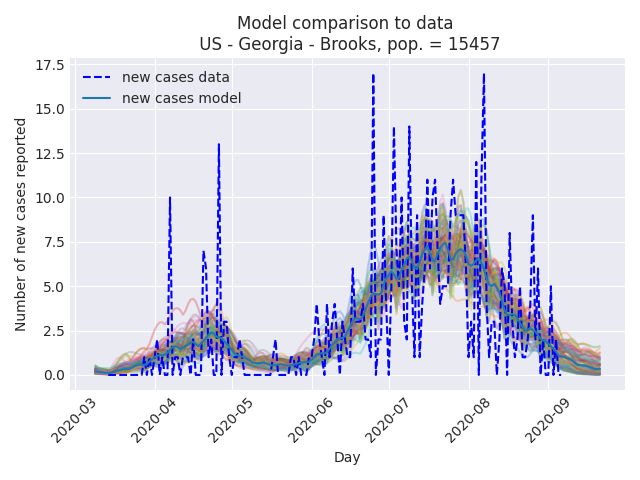 Model comparison to data
US - Georgia - Brooks, pop. = 15457
17.5
15.0
12.5
10.0
7.5
5.0
2.5
0.0
Number of new cases reported
new cases data
new cases model
2020-03
2020-04
2020-05
2020-06
2020-07
2020-08
2020-09
Day